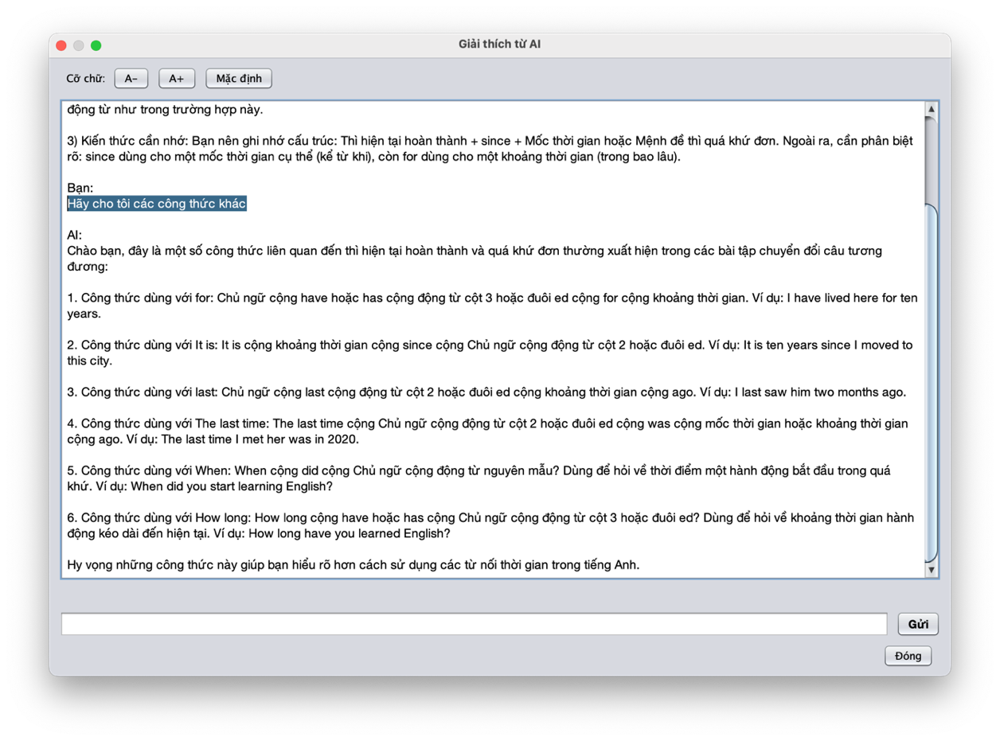 Giải thích từ AI
Cỡ chữ: A- A+ Mặc định
động từ như trong trường hợp này.
3) Kiến thức cần nhớ: Bạn nên ghi nhớ cấu trúc: Thì hiện tại hoàn thành + since + Mốc thời gian hoặc Mệnh đề thì quá khứ đơn. Ngoài ra, cần phân biệt
rõ: since dùng cho một mốc thời gian cụ thể (kể từ khi), còn for dùng cho một khoảng thời gian (trong bao lâu).
Bạn:
Hãy cho tôi các công thức khác
AI:
Chào bạn, đây là một số công thức liên quan đến thì hiện tại hoàn thành và quá khứ đơn thường xuất hiện trong các bài tập chuyển đổi câu tương
đương:
1. Công thức dùng với for: Chủ ngữ cộng have hoặc has cộng động từ cột 3 hoặc đuôi ed cộng for cộng khoảng thời gian. Ví dụ: I have lived here for ten
years.
2. Công thức dùng với It is: It is cộng khoảng thời gian cộng since cộng Chủ ngữ cộng động từ cột 2 hoặc đuôi ed. Ví dụ: It is ten years since I moved to
this city.
3. Công thức dùng với last: Chủ ngữ cộng last cộng động từ cột 2 hoặc đuôi ed cộng khoảng thời gian cộng ago. Ví dụ: I last saw him two months ago.
4. Công thức dùng với The last time: The last time cộng Chủ ngữ cộng động từ cột 2 hoặc đuôi ed cộng was cộng mốc thời gian hoặc khoảng thời gian
cộng ago. Ví dụ: The last time I met her was in 2020.
5. Công thức dùng với When: When cộng did cộng Chủ ngữ cộng động từ nguyên mẫu? Dùng để hỏi về thời điểm một hành động bắt đầu trong quá
khứ. Ví dụ: When did you start learning English?
6. Công thức dùng với How long: How long cộng have hoặc has cộng Chủ ngữ cộng động từ cột 3 hoặc đuôi ed? Dùng để hỏi về khoảng thời gian hành
động kéo dài đến hiện tại. Ví dụ: How long have you learned English?
Hy vọng những công thức này giúp bạn hiểu rõ hơn cách sử dụng các từ nối thời gian trong tiếng Anh.
Gửi
Đóng